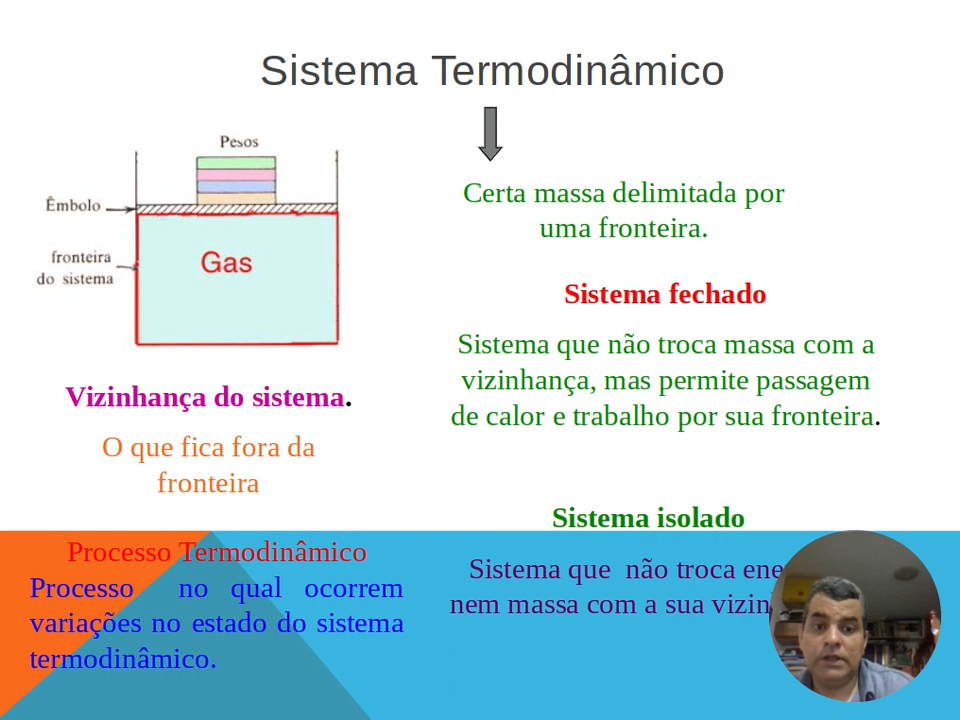 Sistema Termodinâmico
Pesos
Êmbolo
fronteira
do sistema
Gas
Certa massa delimitada por
uma fronteira.
Sistema fechado
Sistema que não troca massa com a
vizinhança, mas permite passagem
de calor e trabalho por sua fronteira.
Vizinhança do sistema.
O que fica fora da
fronteira
Sistema isolado
Sistema que não troca
nem massa com a sua
Processo Termodinâmico
Processo no qual ocorrem
variações no estado do sistema
termodinâmico.